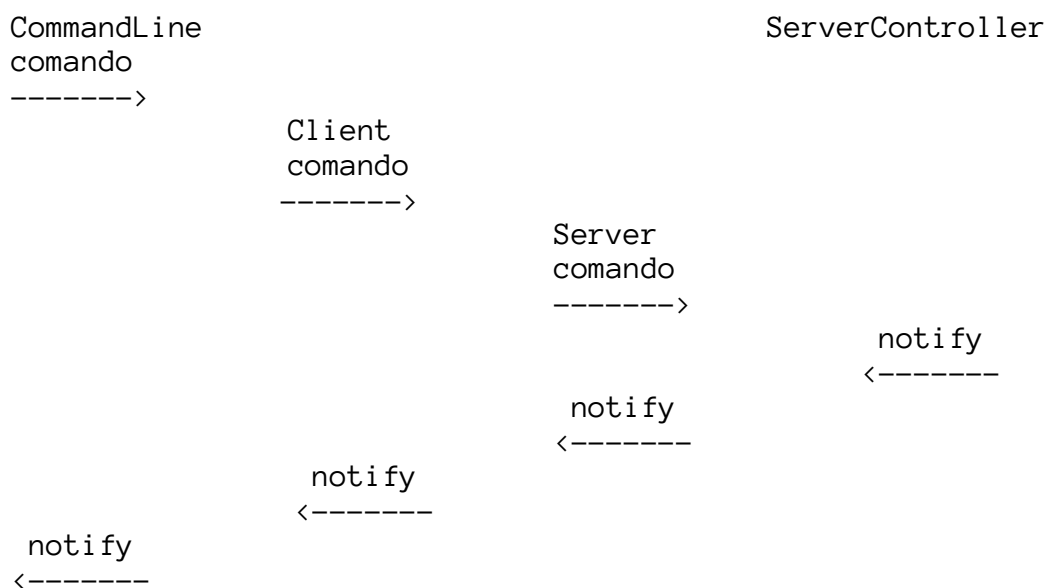 CommandLine ServerController
comando
------->
Client
comando
------->
Server
comando
------->
notify
<-------
notify
<-------
notify
<-------
notify
<-------